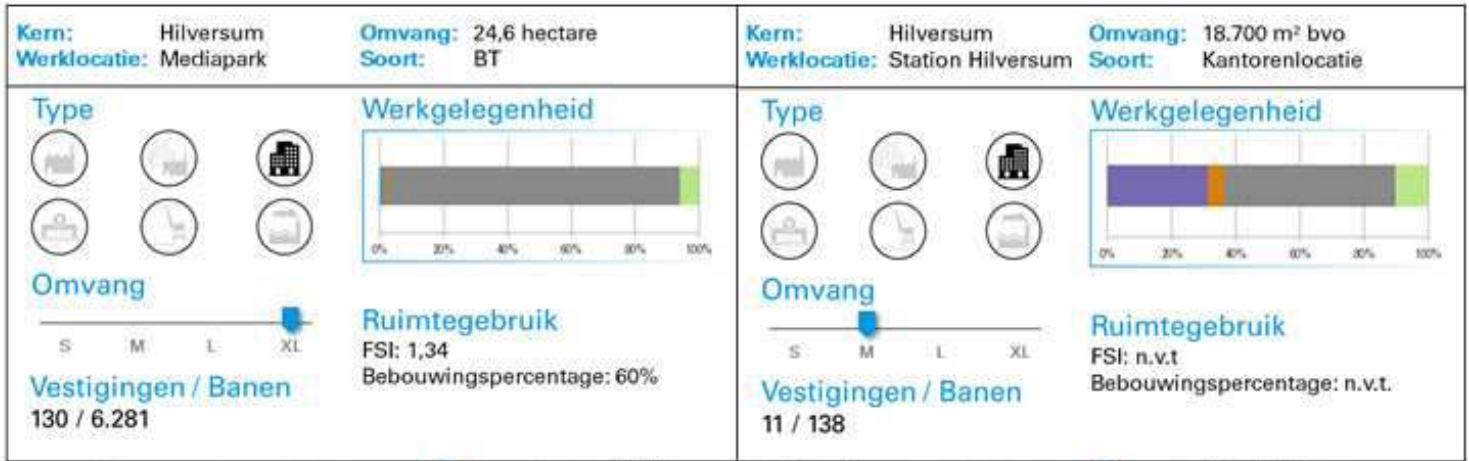 Kern: Hilversum Omvang: 24,6 hectare
Werklocatie: Mediapark Soort: BT
Type
Werkgelegenheid
0% 20% 40% 60% 80% 100%
Omvang
S M L XL
Ruimtegebruik
FSI: 1,34
Bebouwingspercentage: 60%
Vestigingen / Banen
130 / 6.281
Kern: Hilversum Omvang: 18.700 m² bvo
Werklocatie: Station Hilversum Soort: Kantorenlocatie
Type
Werkgelegenheid
0% 20% 40% 60% 80% 100%
Omvang
S M L XL
Ruimtegebruik
FSI: n.v.t
Bebouwingspercentage: n.v.t.
Vestigingen / Banen
11 / 138